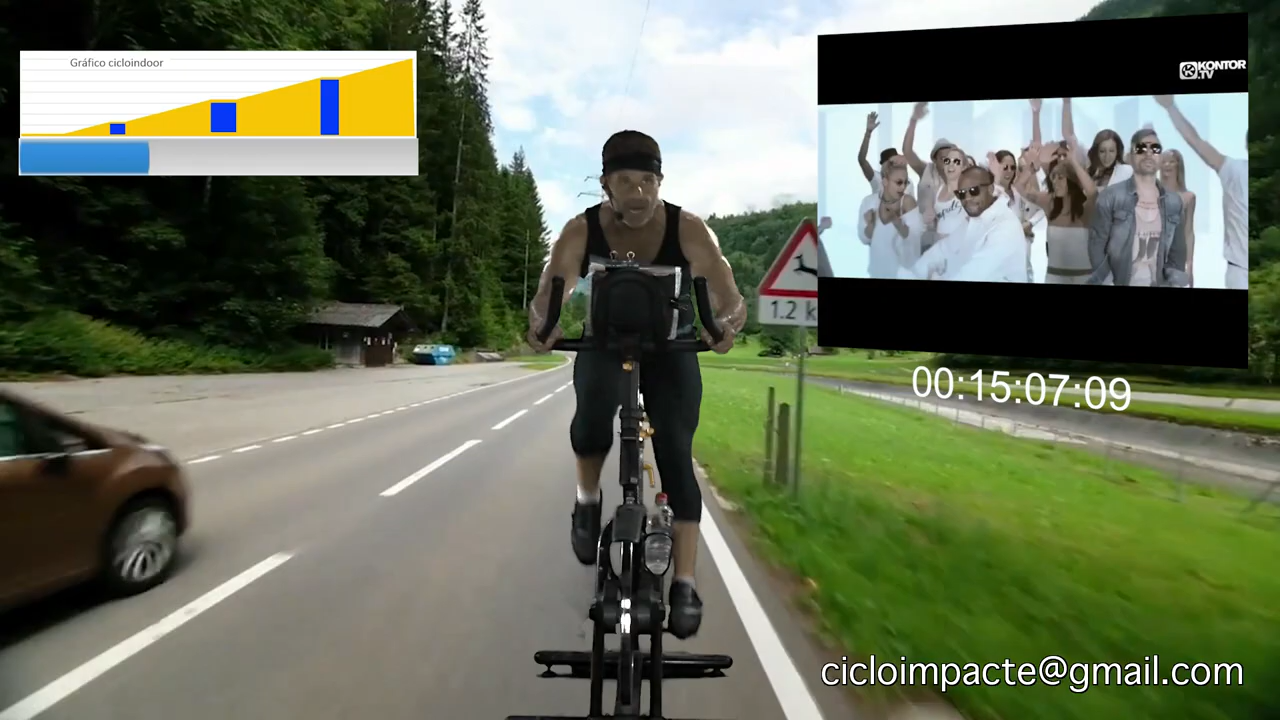 Gráfico cicloindoor
KONTOR
.TV
1.2 k
00:15:07:09
cicloimpacte@gmail.com